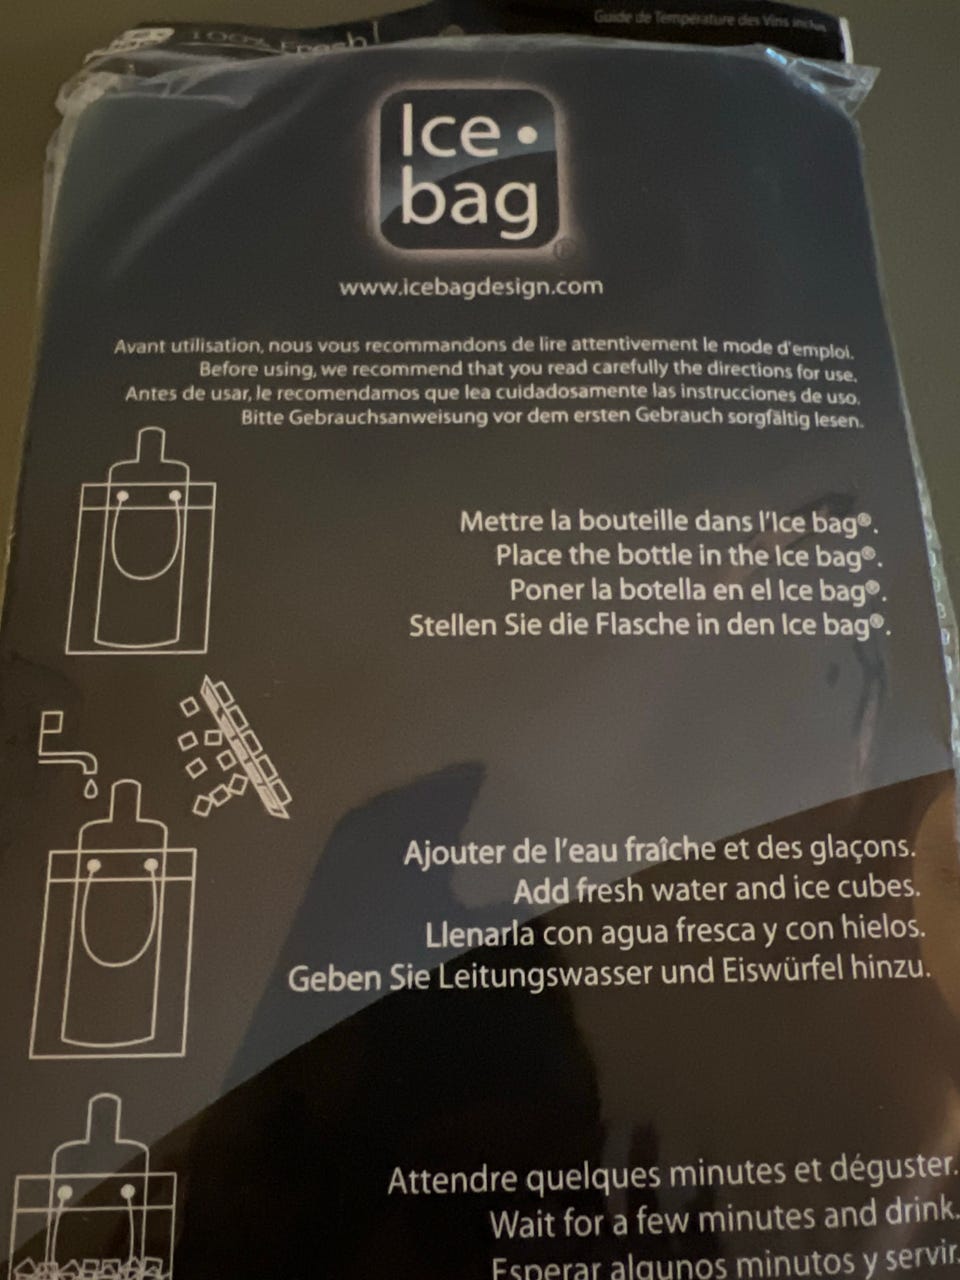 100% Fresh!
Guide de Température des Vins inclus
Ice •
bag
®
www.icebagdesign.com
Avant utilisation, nous vous recommandons de lire attentivement le mode d'emploi.
Before using, we recommend that you read carefully the directions for use.
Antes de usar, le recomendamos que lea cuidadosamente las instrucciones de uso.
Bitte Gebrauchsanweisung vor dem ersten Gebrauch sorgfältig lesen.
Mettre la bouteille dans l'Ice bag®.
Place the bottle in the Ice bag®.
Poner la botella en el Ice bag®.
Stellen Sie die Flasche in den Ice bag®.
Ajouter de l'eau fraîche et des glaçons.
Add fresh water and ice cubes.
Llenarla con agua fresca y con hielos.
Geben Sie Leitungswasser und Eiswürfel hinzu.
Attendre quelques minutes et déguster.
Wait for a few minutes and drink.
Esperar algunos minutos y servir.